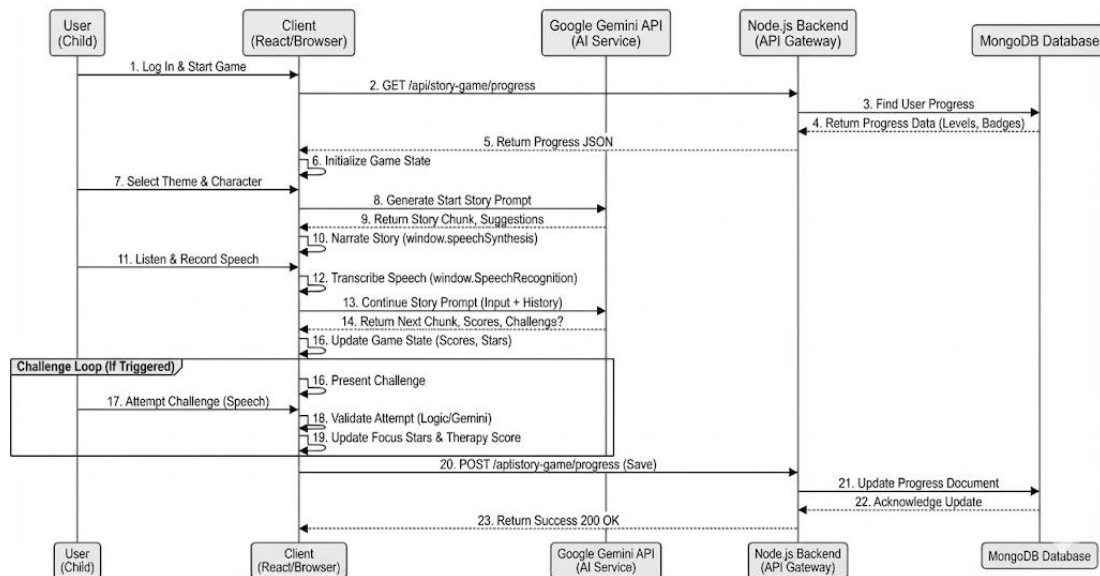 User
(Child)
Client
(React/Browser)
Google Gemini API
(AI Service)
Node.js Backend
(API Gateway)
MongoDB Database
1. Log In & Start Game
2. GET /api/story-game/progress
3. Find User Progress
4. Return Progress Data (Levels, Badges)
5. Return Progress JSON
6. Initialize Game State
7. Select Theme & Character
8. Generate Start Story Prompt
9. Return Story Chunk, Suggestions
10. Narrate Story (window.speechSynthesis)
11. Listen & Record Speech
12. Transcribe Speech (window.SpeechRecognition)
13. Continue Story Prompt (Input + History)
14. Return Next Chunk, Scores, Challengs?
16. Update Game State (Scores, Stars)
Challenge Loop (If Triggered)
16. Present Challenge
17. Attempt Challenge (Speech)
18. Validate Attempt (Logic/Gemini)
19. Update Focus Stars & Therapy Score
20. POST /aptistory-game/progress (Save)
21. Update Progress Document
22. Acknowledge Update
23. Return Success 200 OK
User
(Child)
Client
(React/Browser)
Google Gemini API
(AI Service)
Node.js Backend
(API Gateway)
MongoDB Database